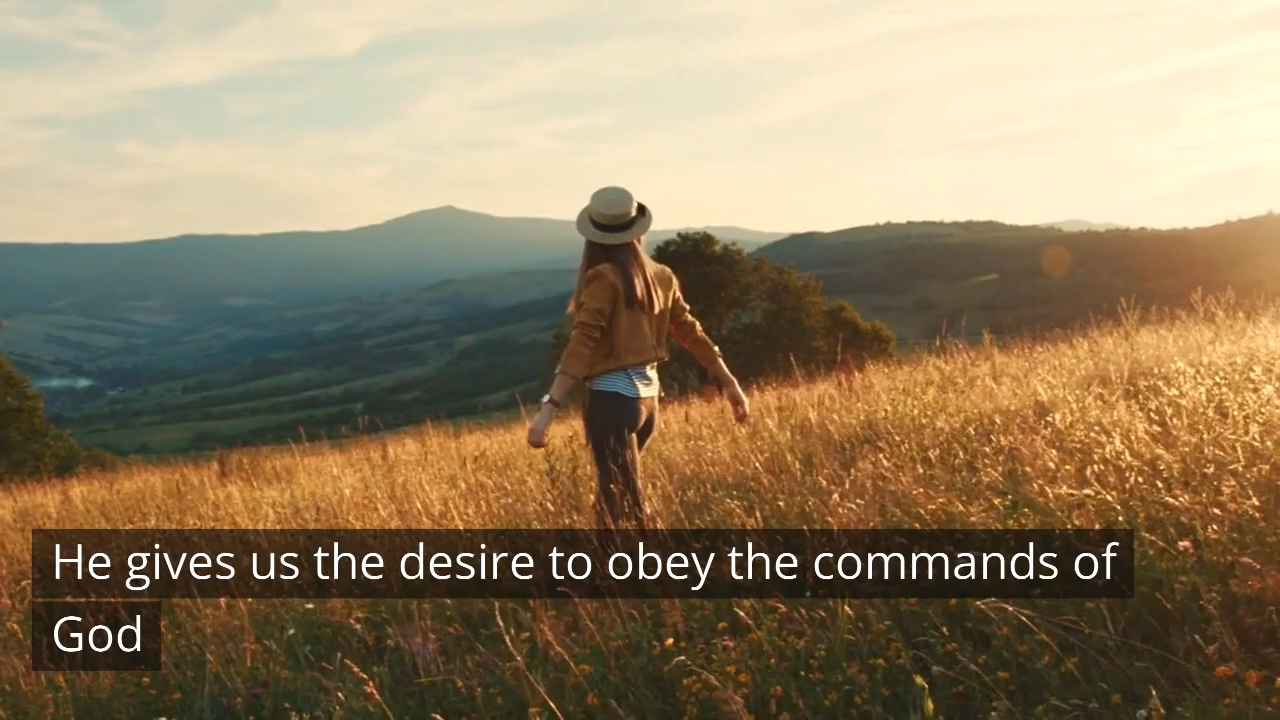 He gives us the desire to obey the commands of
God